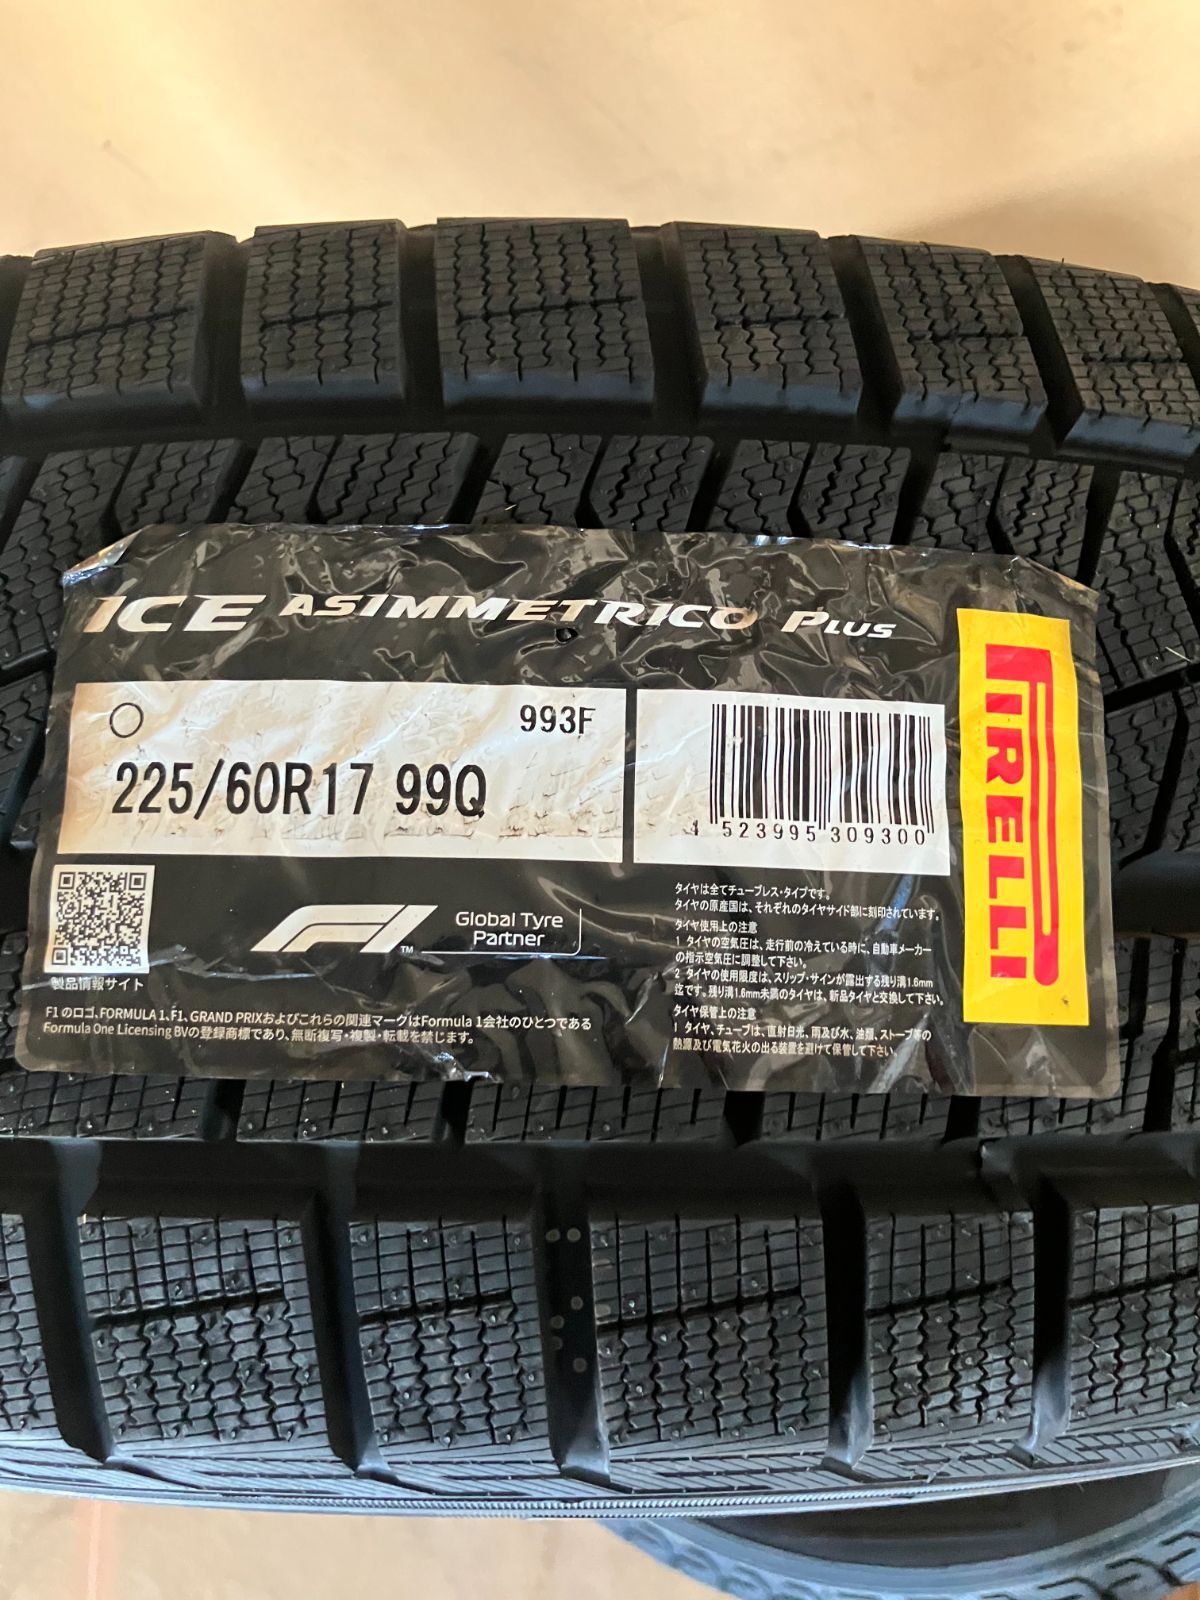 ICE ASIMMETRICO PLUS
993F
225/60R17 99Q
4 523995 309300
PIRELLI
製品情報サイト
F1™
Global Tyre
Partner
F1 のロゴ、FORMULA 1、F1、GRAND PRIXおよびこれらの関連マークはFormula 1会社のひとつである
Formula One Licensing BVの登録商標であり、無断複写・複製・転載を禁じます。
タイヤは全てチューブレス・タイプです。
タイヤの原産国は、それぞれのタイヤサイド部に刻印されています。
タイヤ使用上の注意
1 タイヤの空気圧は、走行前の冷えている時に、自動車メーカー
の指示空気圧に調整して下さい。
2 タイヤの使用限度は、スリップ・サインが露出する残り溝1.6mm
迄です。残り溝1.6mm未満のタイヤは、新品タイヤと交換して下さい。
タイヤ保管上の注意
1 タイヤ、チューブは、直射日光、雨及び水、油類、ストーブ等の
熱源及び電気花火の出る装置を避けて保管して下さい。